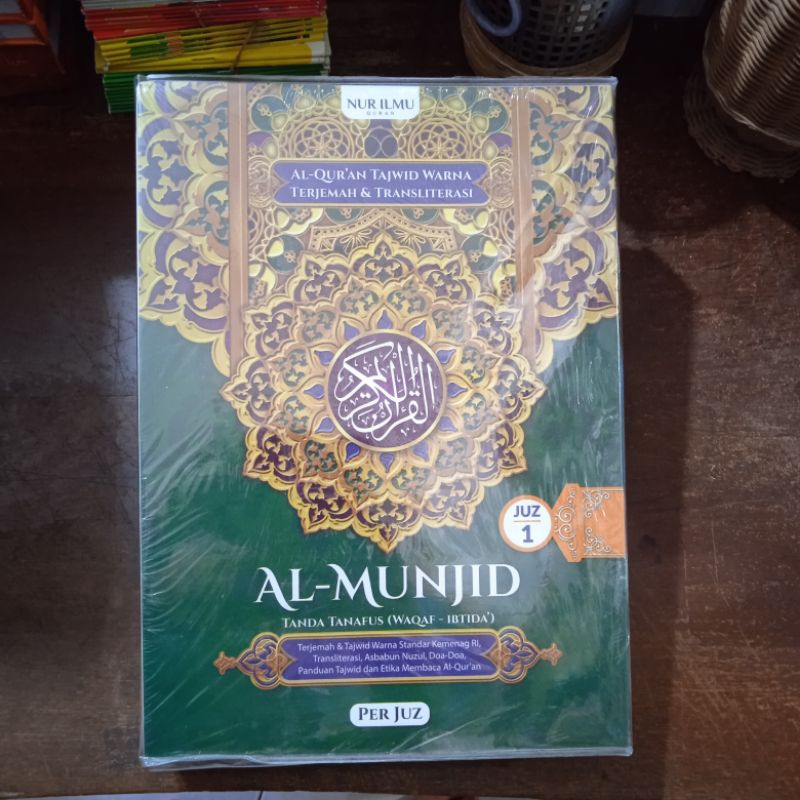 NUR ILMU
QURAN
AL-QUR'AN TAJWID WARNA
TERJEMAH & TRANSLITERASI
القرآن الكريم
JUZ
1
AL-MUNJID
TANDA TANAFUS (WAQAF - IBTIDA')
Terjemah & Tajwid Warna Standar Kemenag RI,
Transliterasi, Asbabun Nuzul, Doa-Doa,
Panduan Tajwid dan Etika Membaca Al-Qur'an
PER JUZ